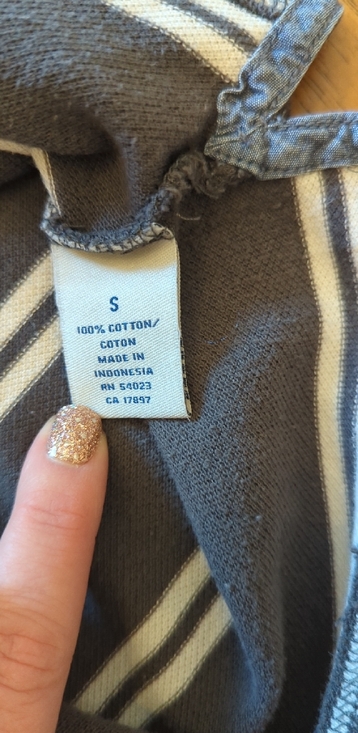 S
100% COTTON/
COTON
MADE IN
INDONESIA
RN 54023
CA 17897